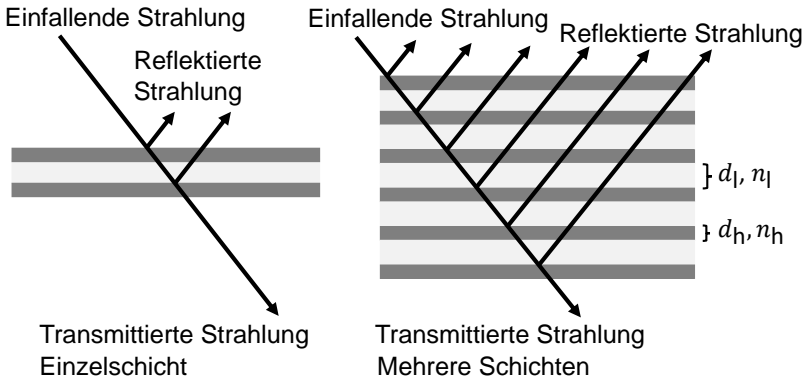 Einfallende Strahlung
Reflektierte
Strahlung
Transmittierte Strahlung
Einzelschicht
Einfallende Strahlung
Reflektierte Strahlung
d_l, n_l
d_h, n_h
Transmittierte Strahlung
Mehrere Schichten